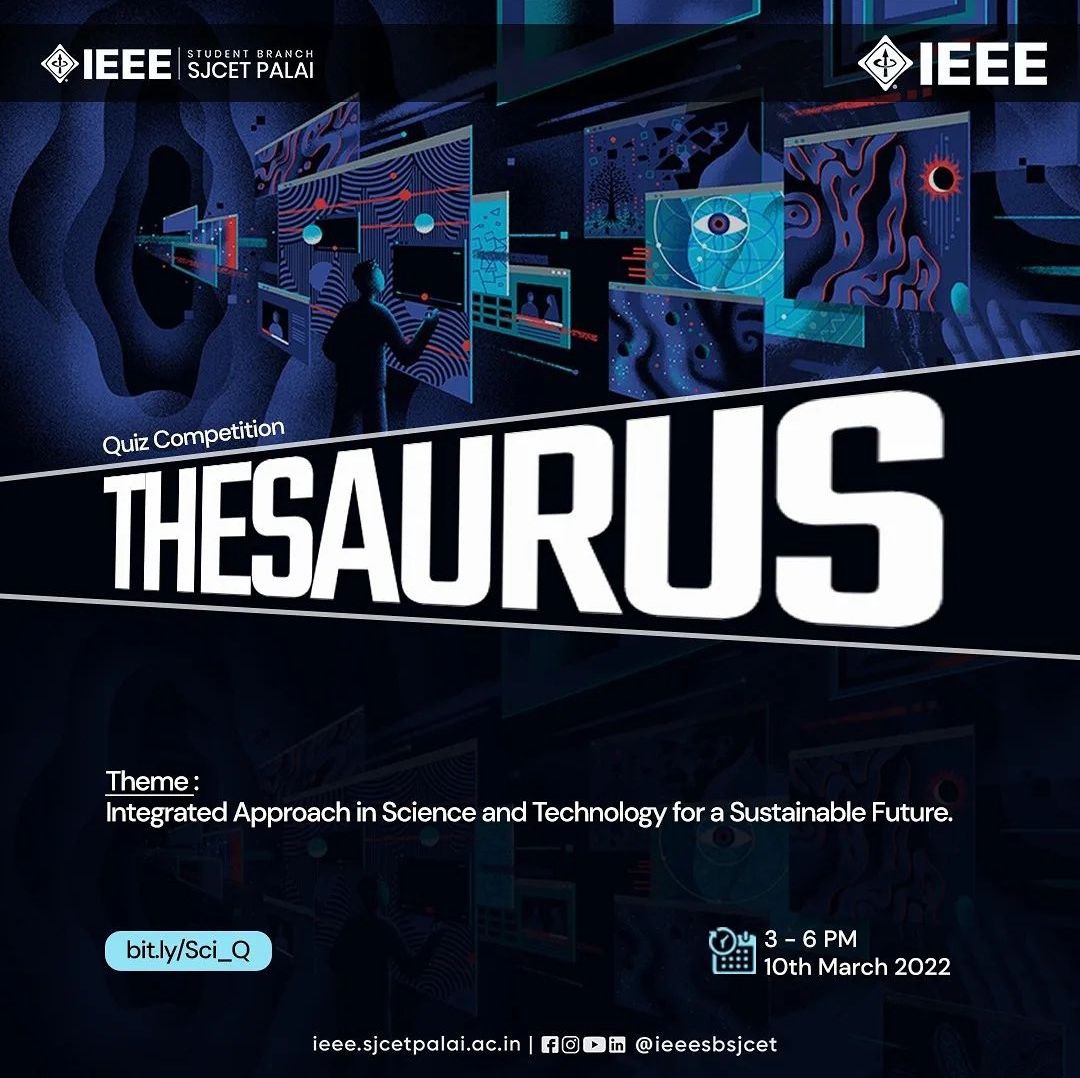 IEEE STUDENT BRANCH
SJCET PALAI
IEEE
Quiz Competition
THESAURUS
Theme :
Integrated Approach in Science and Technology for a Sustainable Future.
bit.ly/Sci_Q
3 - 6 PM
10th March 2022
ieee.sjcetpalai.ac.in | @ieeesbsjcet